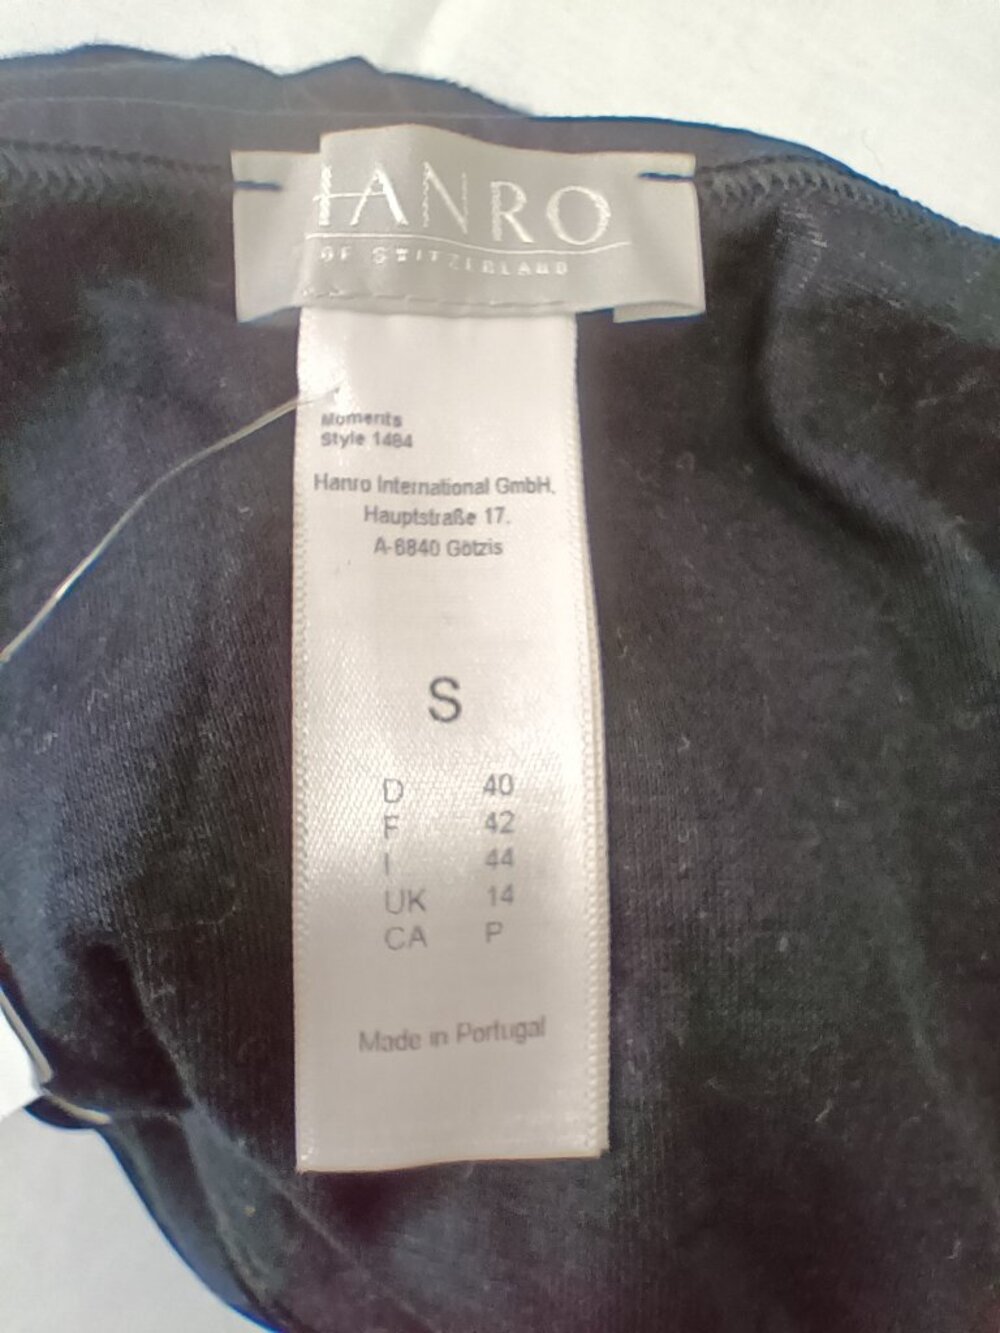 HANRO
OF SWITZERLAND
Moments
Style 1484
Hanro International GmbH,
Hauptstraße 17,
A-6840 Götzis
S
D 40
F 42
I 44
UK 14
CA P
Made in Portugal